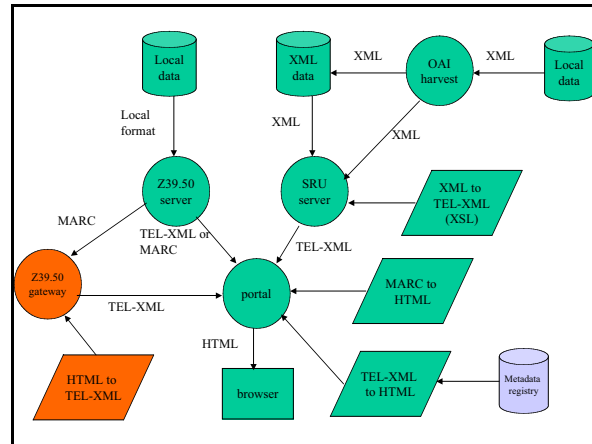 Local
data
XML
data
XML
OAI
harvest
XML
Local
data
Local
format
XML
XML
Z39.50
server
SRU
server
XML to
TEL-XML
(XSL)
MARC
TEL-XML or
MARC
TEL-XML
Z39.50
gateway
TEL-XML
portal
MARC to
HTML
HTML
HTML to
TEL-XML
browser
TEL-XML
to HTML
Metadata
registry